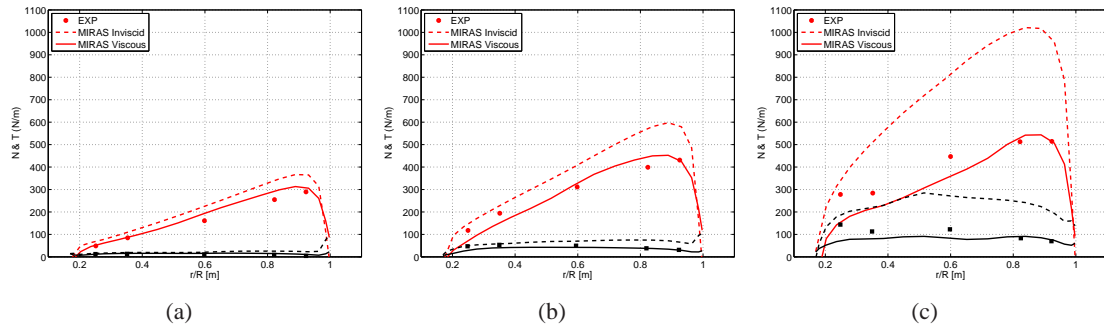 1100
1000
900
800
700
600
500
400
300
200
100
0
N & T (N/m)
EXP
MIRAS Inviscid
MIRAS Viscous
0.2 0.4 0.6 0.8 1
r/R [m]
(a)
1100
1000
900
800
700
600
500
400
300
200
100
0
N & T (N/m)
EXP
MIRAS Inviscid
MIRAS Viscous
0.2 0.4 0.6 0.8 1
r/R [m]
(b)
1100
1000
900
800
700
600
500
400
300
200
100
0
N & T (N/m)
EXP
MIRAS Inviscid
MIRAS Viscous
0.2 0.4 0.6 0.8 1
r/R [m]
(c)